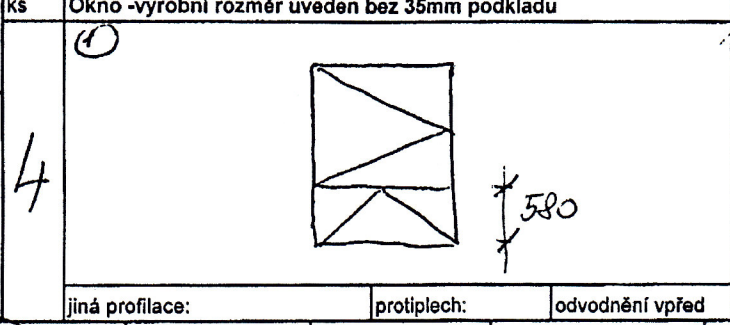 ks Okno -výrobní rozměr uveden bez 35mm podkladu
1
4
580
jiná profilace: protiplech: odvodnění vpřed